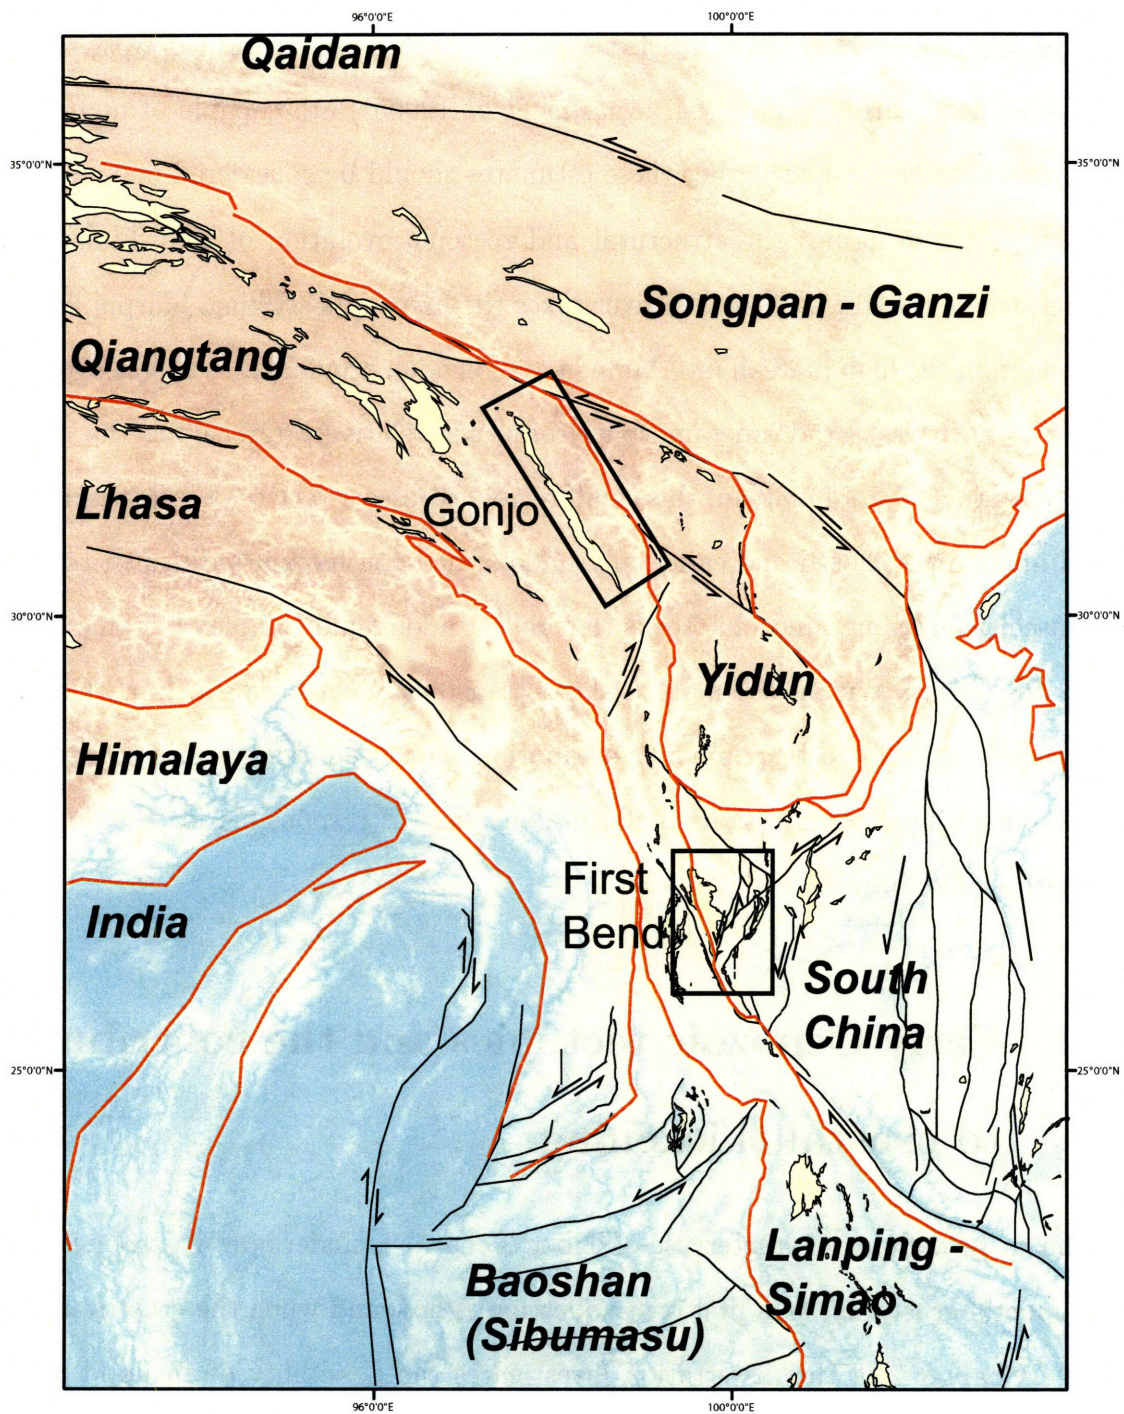 96°0'0"E
100°0'0"E
Qaidam
35°0'0"N
35°0'0"N
Songpan - Ganzi
Qiangtang
Lhasa
Gonjo
30°0'0"N
30°0'0"N
Yidun
Himalaya
First
Bend
India
South
China
25°0'0"N
25°0'0"N
Lanping -
Simao
Baoshan
(Sibumasu)
96°0'0"E
100°0'0"E